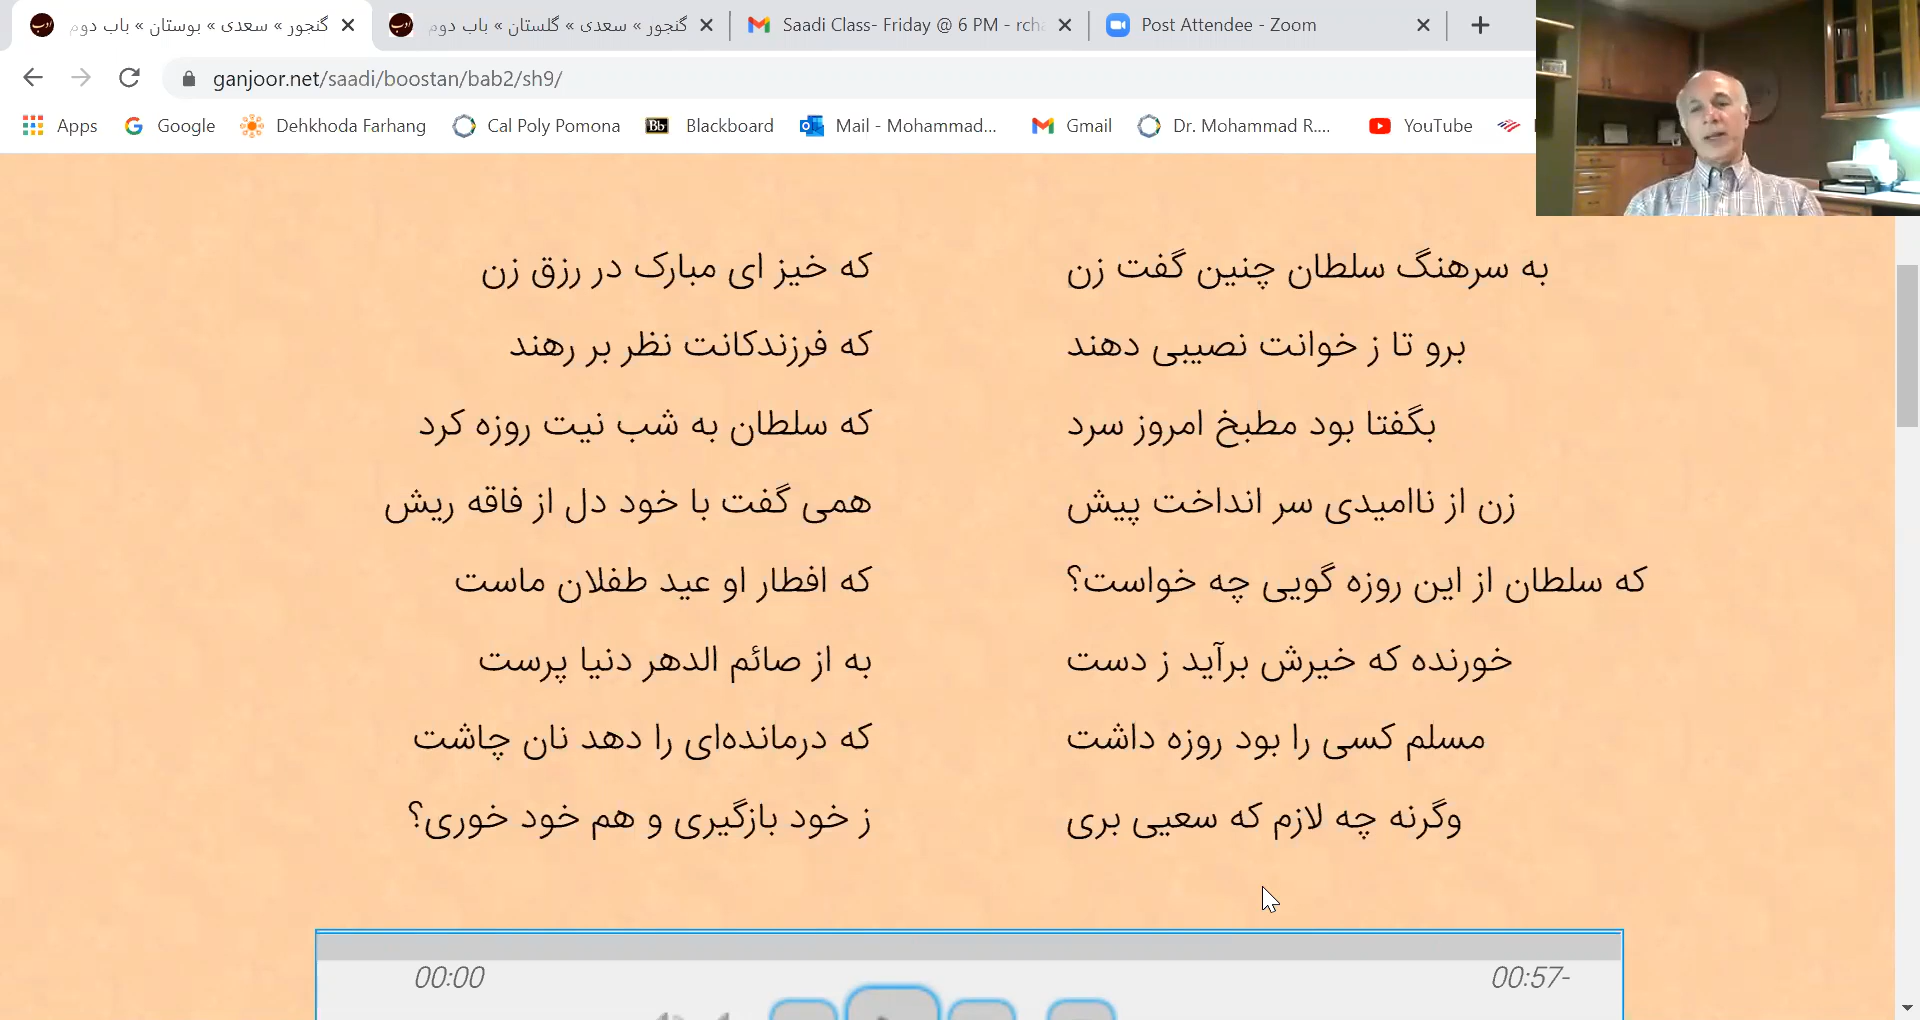 گنجور » سعدی » بوستان » باب دوم
گنجور » سعدی » گلستان » باب دوم
Saadi Class- Friday @ 6 PM - rcha
Post Attendee - Zoom
ganjoor.net/saadi/boostan/bab2/sh9/
Apps Google Dehkhoda Farhang Cal Poly Pomona Bb Blackboard Mail - Mohammad... Gmail Dr. Mohammad R.... YouTube
به سرهنگ سلطان چنین گفت زن که خیز ای مبارک در رزق زن
برو تا ز خوانت نصیبی دهند که فرزندکانت نظر بر رهند
بگفتا بود مطبخ امروز سرد که سلطان به شب نیت روزه کرد
زن از ناامیدی سر انداخت پیش همی گفت با خود دل از فاقه ریش
که سلطان از این روزه گویی چه خواست؟ که افطار او عید طفلان ماست
خورنده که خیرش برآید ز دست به از صائم الدهر دنیا پرست
مسلم کسی را بود روزه داشت که درمانده‌ای را دهد نان چاشت
وگرنه چه لازم که سعیی بری ز خود بازگیری و هم خود خوری؟
00:00 00:57-